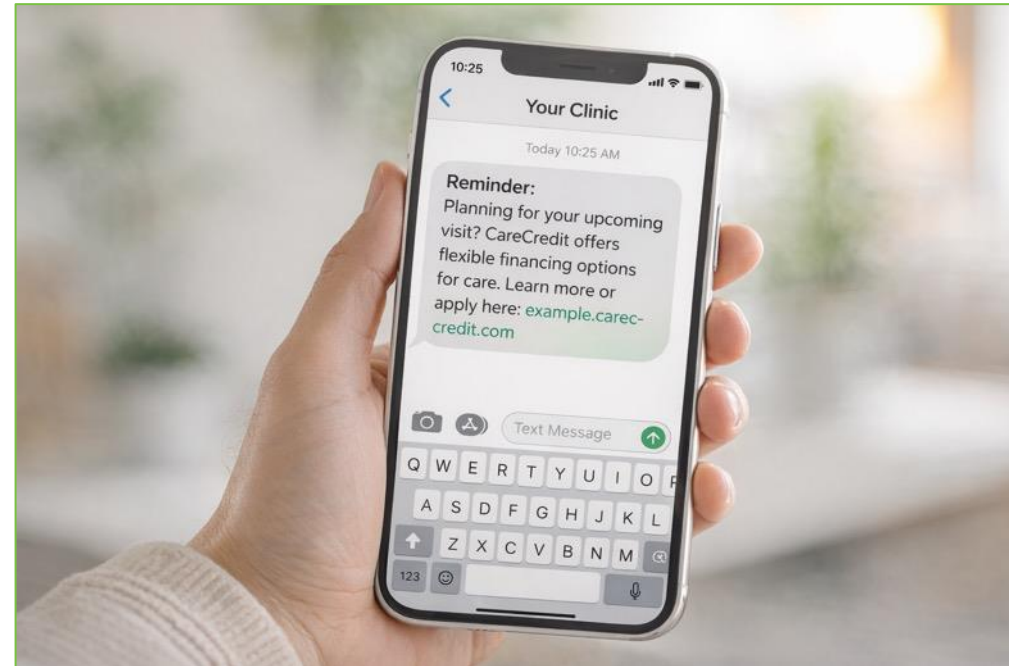 10:25
Your Clinic
Today 10:25 AM
Reminder:
Planning for your upcoming
visit? CareCredit offers
flexible financing options
for care. Learn more or
apply here: example.carec-
credit.com
Text Message
Q W E R T Y U I O P
A S D F G H J K L
Z X C V B N M
123